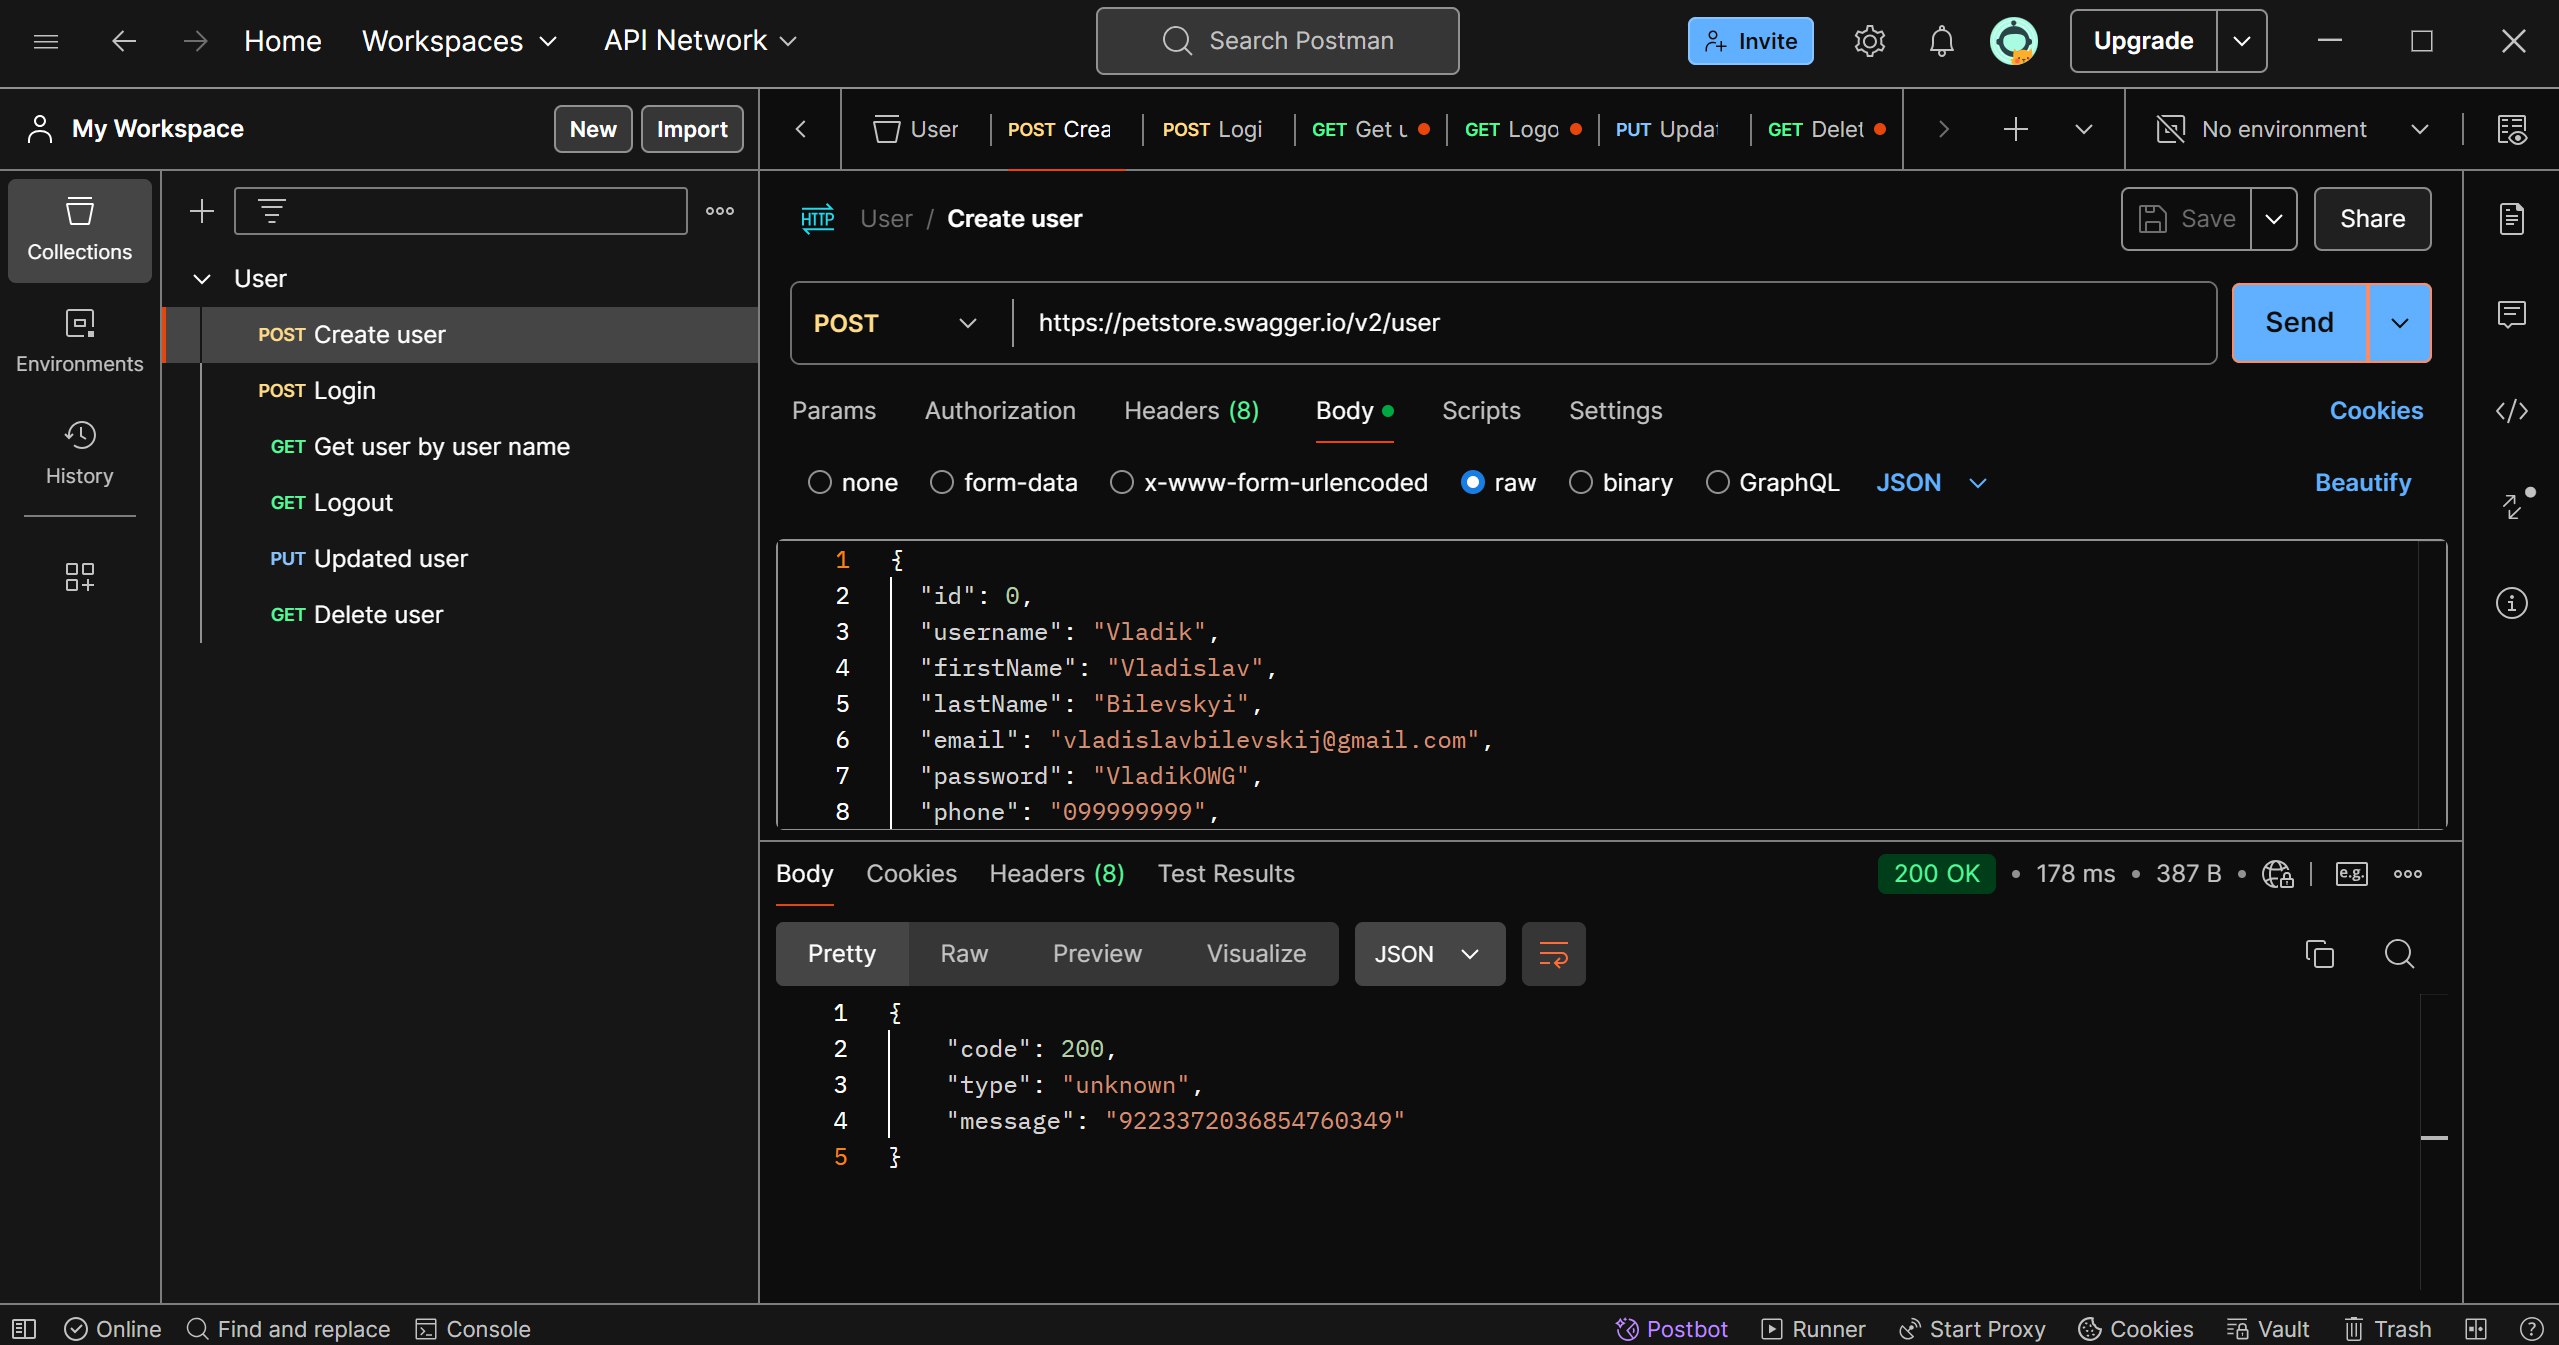 Home Workspaces API Network Search Postman Invite Upgrade
My Workspace New Import User POST Crea POST Logi GET Get u GET Logo PUT Updat GET Delet No environment
Collections
Environments
History
User
POST Create user
POST Login
GET Get user by user name
GET Logout
PUT Updated user
GET Delete user
HTTP User / Create user Save Share
POST https://petstore.swagger.io/v2/user Send
Params Authorization Headers (8) Body Scripts Settings Cookies
none form-data x-www-form-urlencoded raw binary GraphQL JSON Beautify
1 {
2 "id": 0,
3 "username": "Vladik",
4 "firstName": "Vladislav",
5 "lastName": "Bilevskyi",
6 "email": "vladislavbilevskij@gmail.com",
7 "password": "VladikOWG",
8 "phone": "099999999",
Body Cookies Headers (8) Test Results 200 OK • 178 ms • 387 B • e.g.
Pretty Raw Preview Visualize JSON
1 {
2 "code": 200,
3 "type": "unknown",
4 "message": "9223372036854760349"
5 }
Online Find and replace Console Postbot Runner Start Proxy Cookies Vault Trash